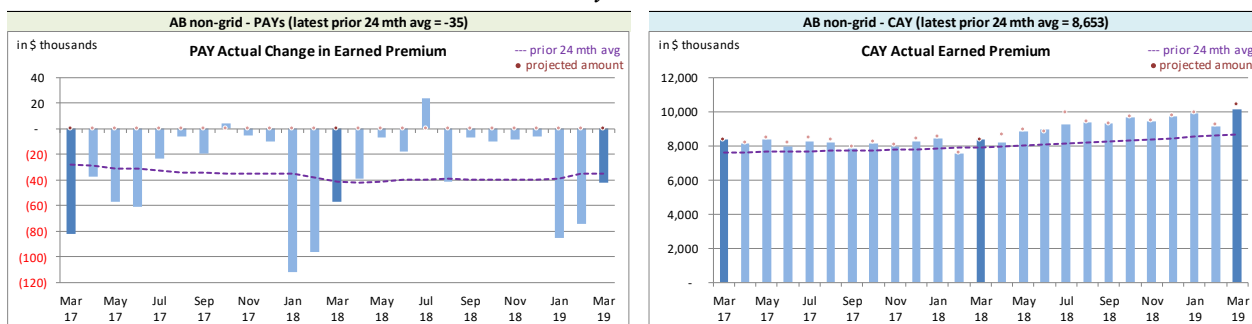 AB non-grid - PAYs (latest prior 24 mth avg = -35)
in $ thousands
PAY Actual Change in Earned Premium
--- prior 24 mth avg
• projected amount
40
20
-
(20)
(40)
(60)
(80)
(100)
(120)
Mar May Jul Sep Nov Jan Mar May Jul Sep Nov Jan Mar
17 17 17 17 17 18 18 18 18 18 18 19 19
AB non-grid - CAY (latest prior 24 mth avg = 8,653)
in $ thousands
CAY Actual Earned Premium
--- prior 24 mth avg
• projected amount
12,000
10,000
8,000
6,000
4,000
2,000
-
Mar May Jul Sep Nov Jan Mar May Jul Sep Nov Jan Mar
17 17 17 17 17 18 18 18 18 18 18 19 19